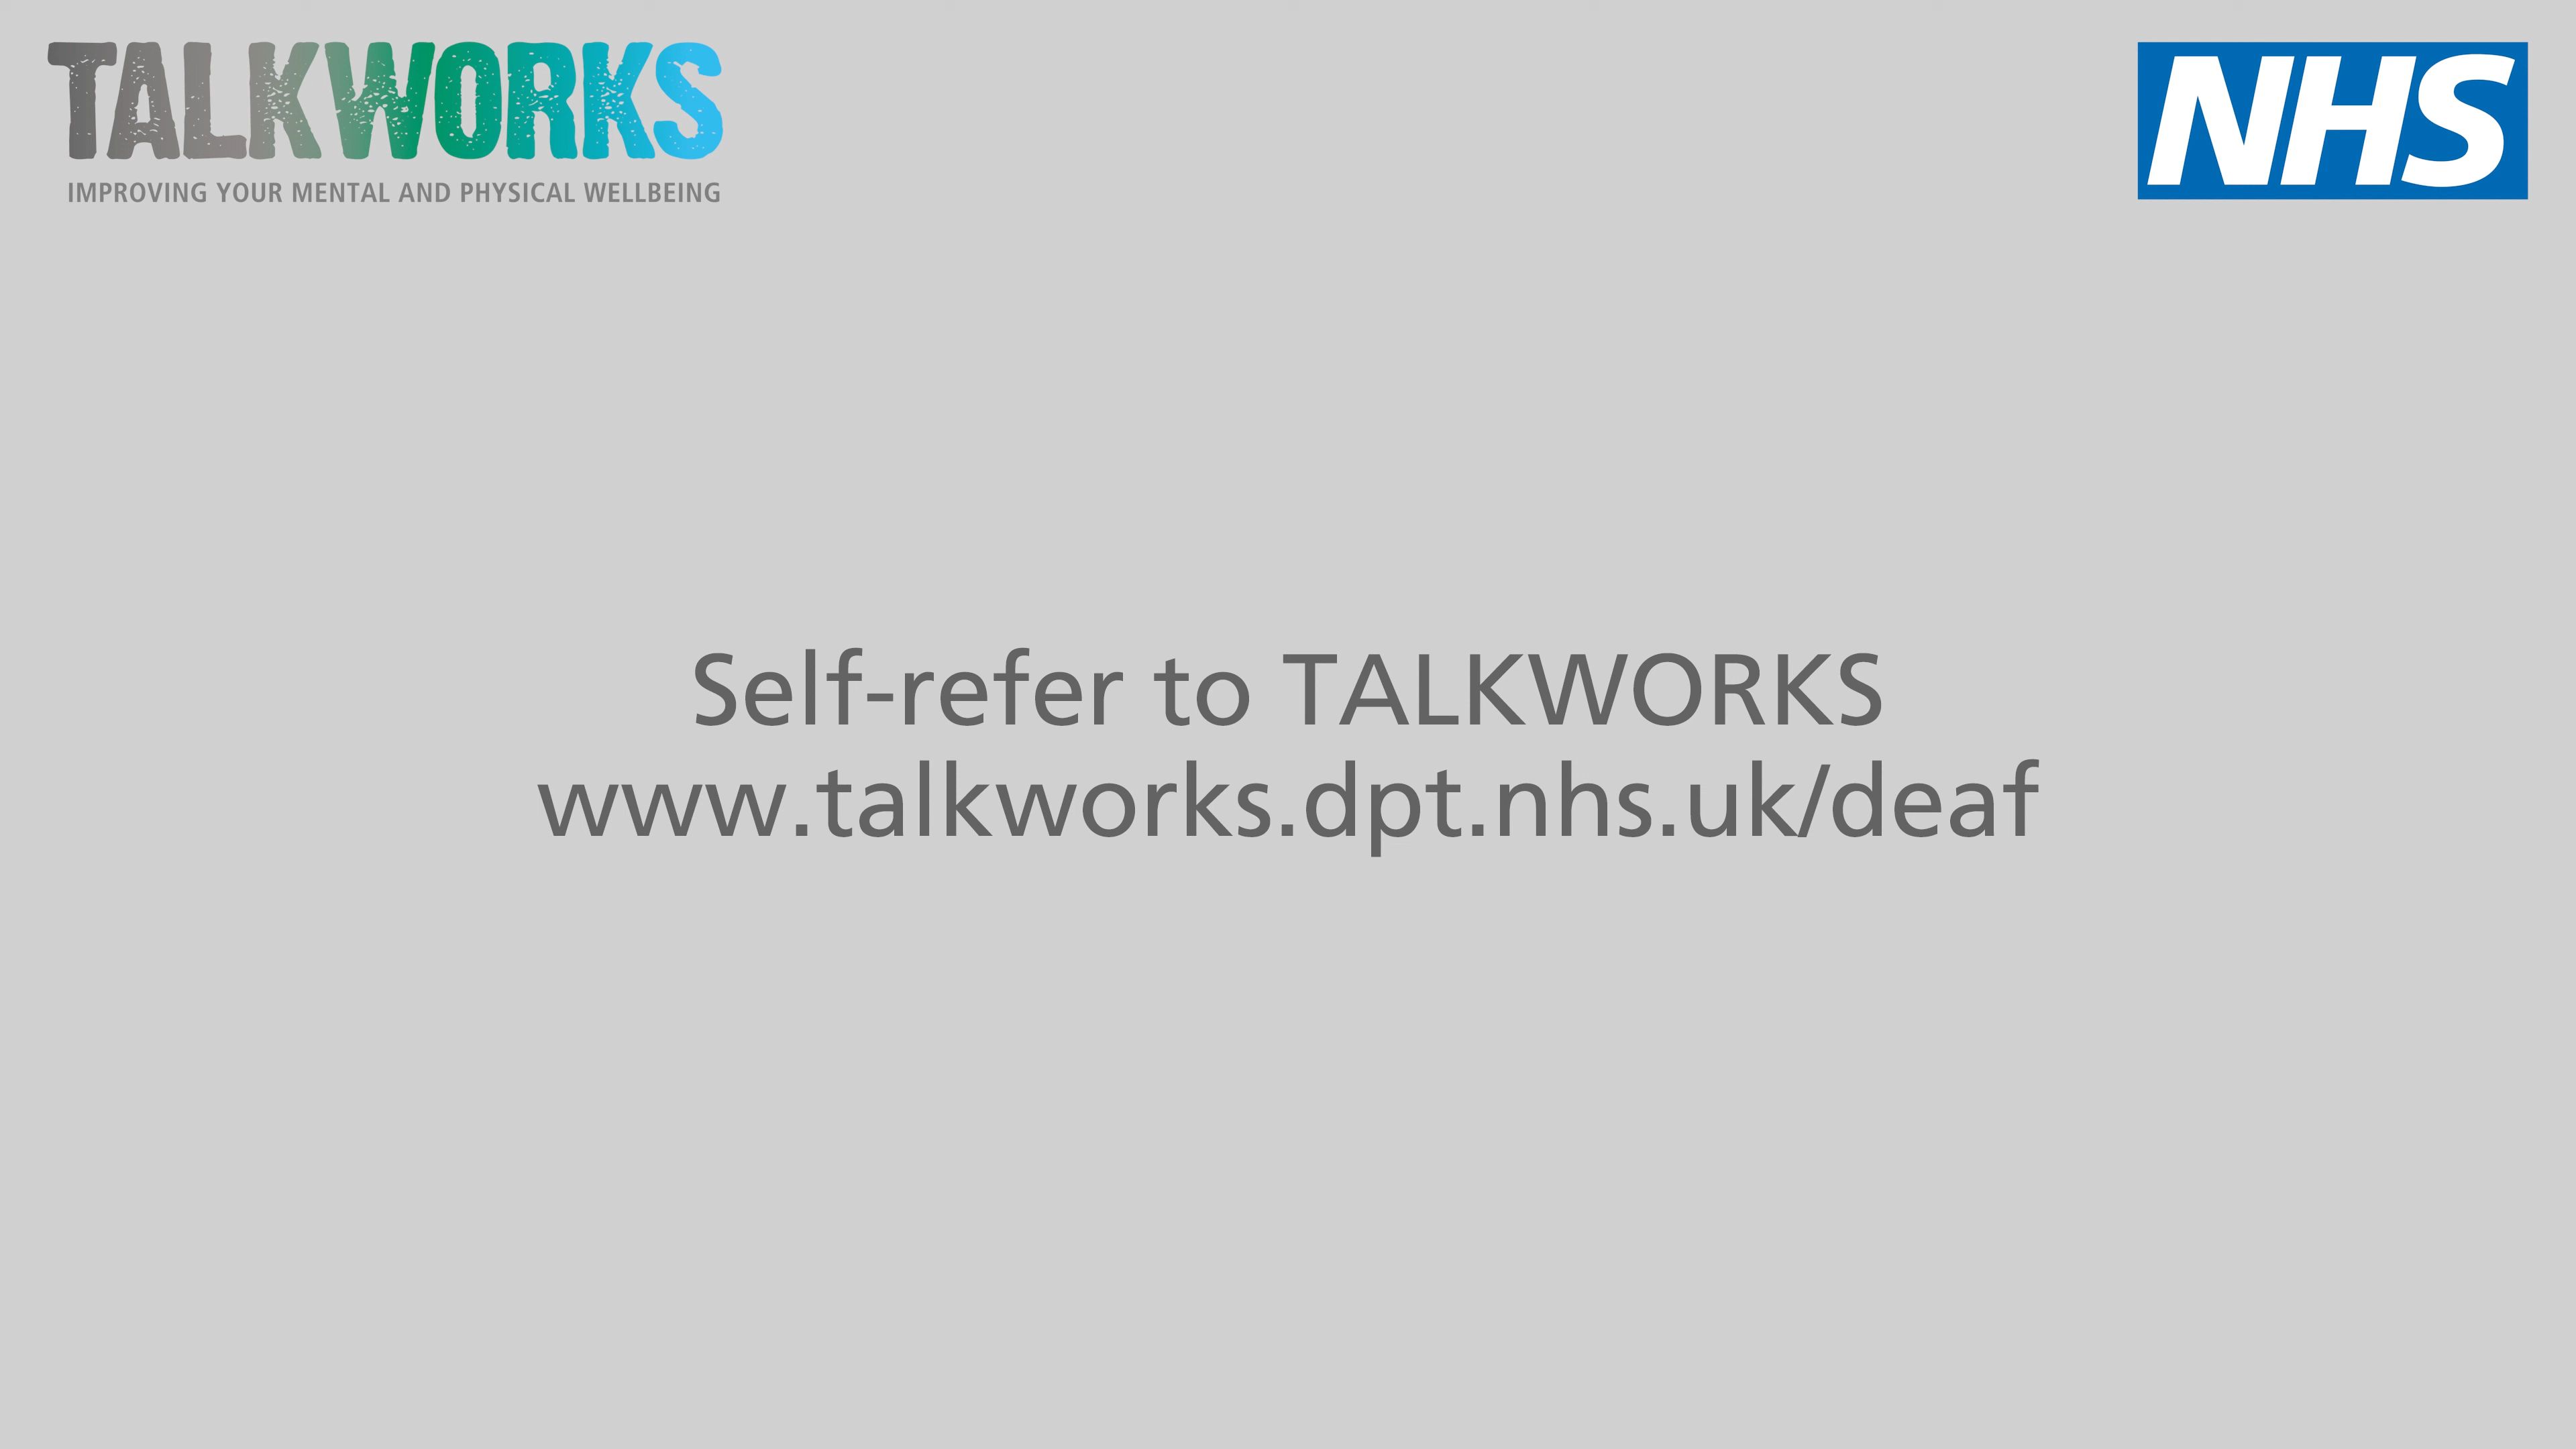 TALKWORKS
IMPROVING YOUR MENTAL AND PHYSICAL WELLBEING
NHS
Self-refer to TALKWORKS
www.talkworks.dpt.nhs.uk/deaf